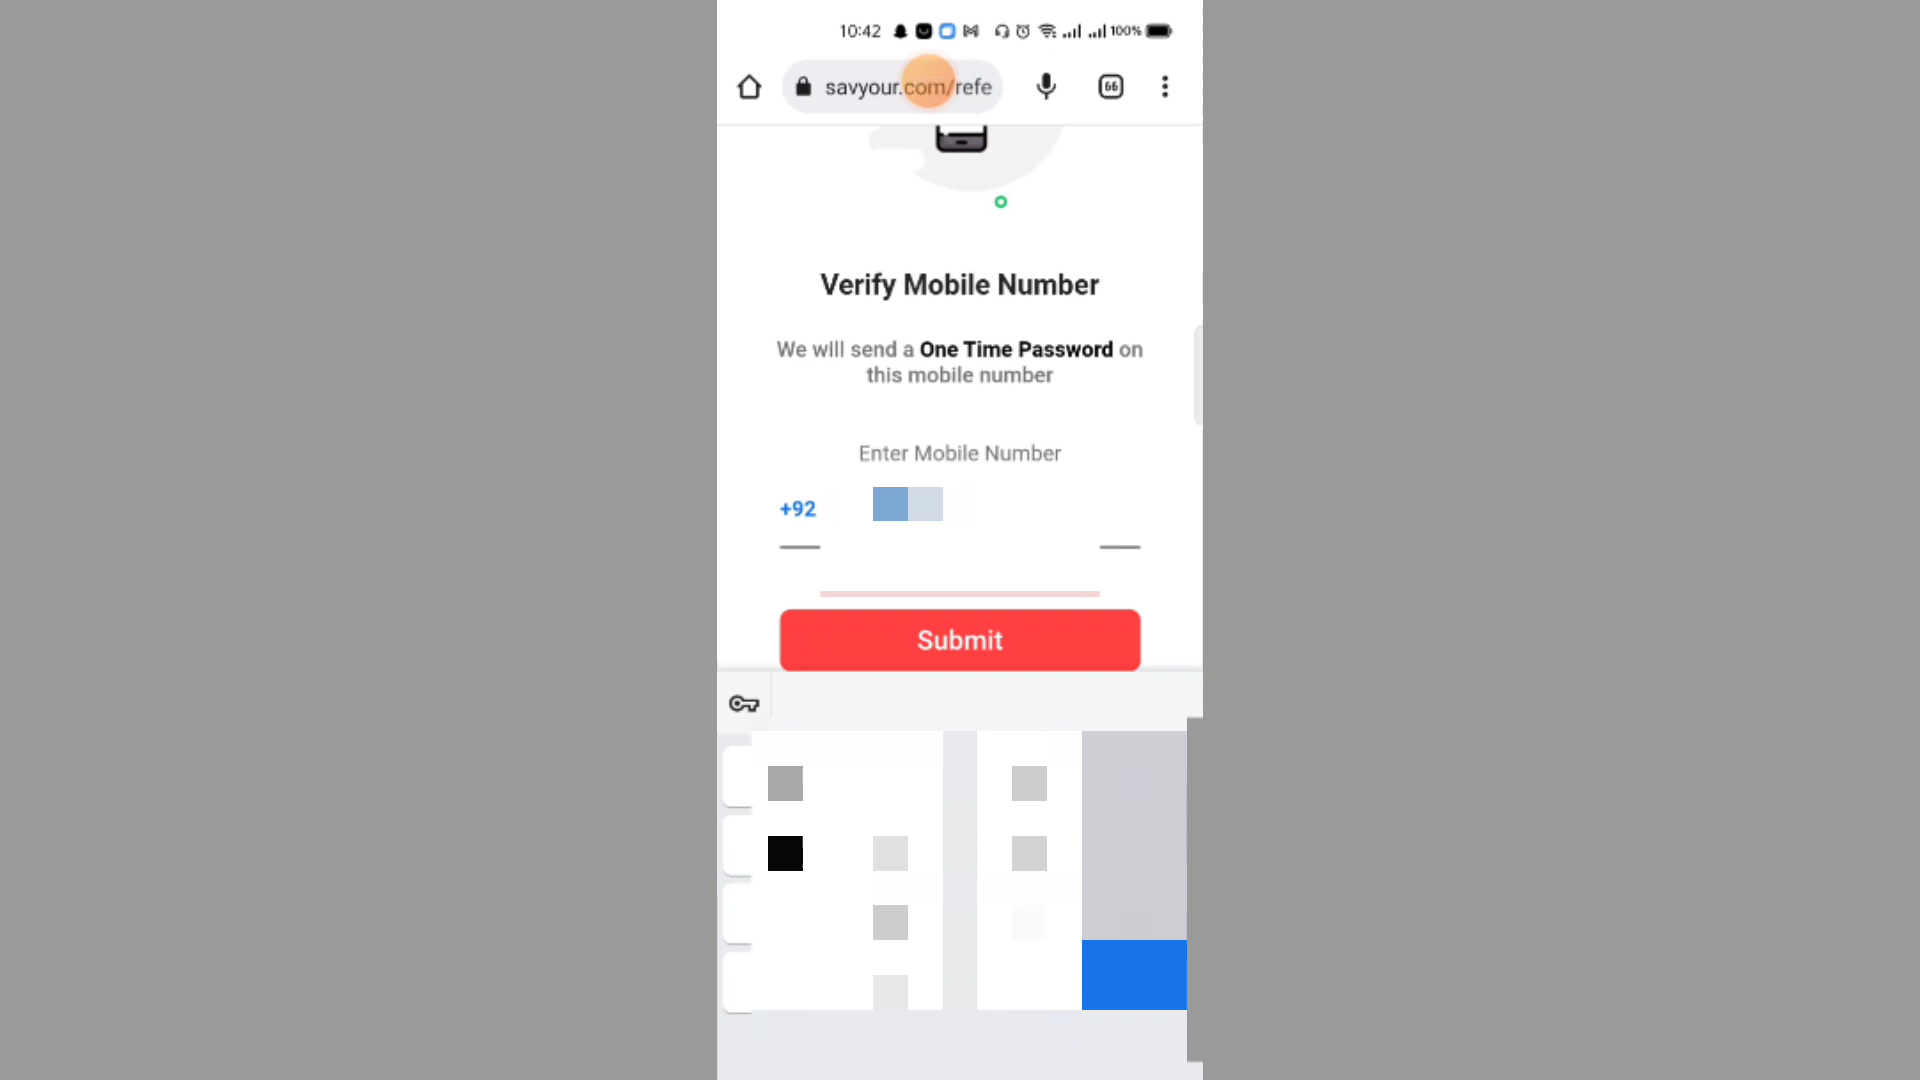 10:42
100%
savyour.com/refe
66
Verify Mobile Number
We will send a One Time Password on
this mobile number
Enter Mobile Number
+92
Submit